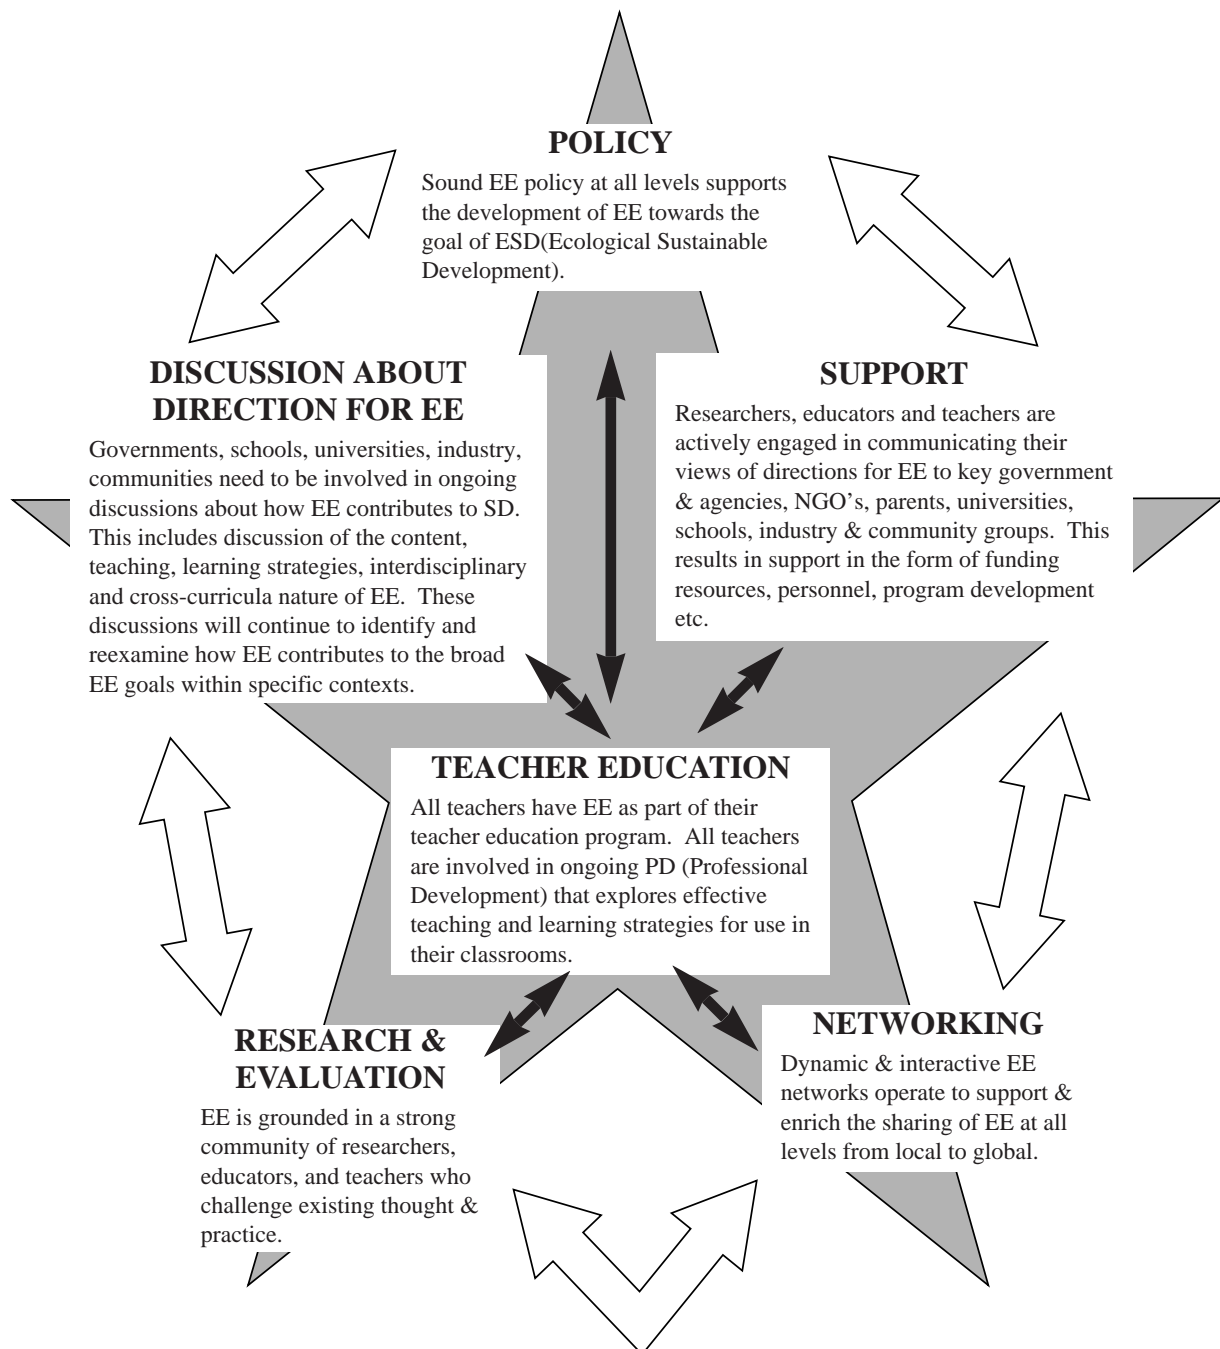 POLICY
Sound EE policy at all levels supports
the development of EE towards the
goal of ESD(Ecological Sustainable
Development).
DISCUSSION ABOUT
DIRECTION FOR EE
Governments, schools, universities, industry,
communities need to be involved in ongoing
discussions about how EE contributes to SD.
This includes discussion of the content,
teaching, learning strategies, interdisciplinary
and cross-curricula nature of EE.  These
discussions will continue to identify and
reexamine how EE contributes to the broad
EE goals within specific contexts.
SUPPORT
Researchers, educators and teachers are
actively engaged in communicating their
views of directions for EE to key government
& agencies, NGO’s, parents, universities,
schools, industry & community groups.  This
results in support in the form of funding
resources, personnel, program development
etc.
TEACHER EDUCATION
All teachers have EE as part of their
teacher education program.  All teachers
are involved in ongoing PD (Professional
Development) that explores effective
teaching and learning strategies for use in
their classrooms.
RESEARCH &
EVALUATION
EE is grounded in a strong
community of researchers,
educators, and teachers who
challenge existing thought &
practice.
NETWORKING
Dynamic & interactive EE
networks operate to support &
enrich the sharing of EE at all
levels from local to global.